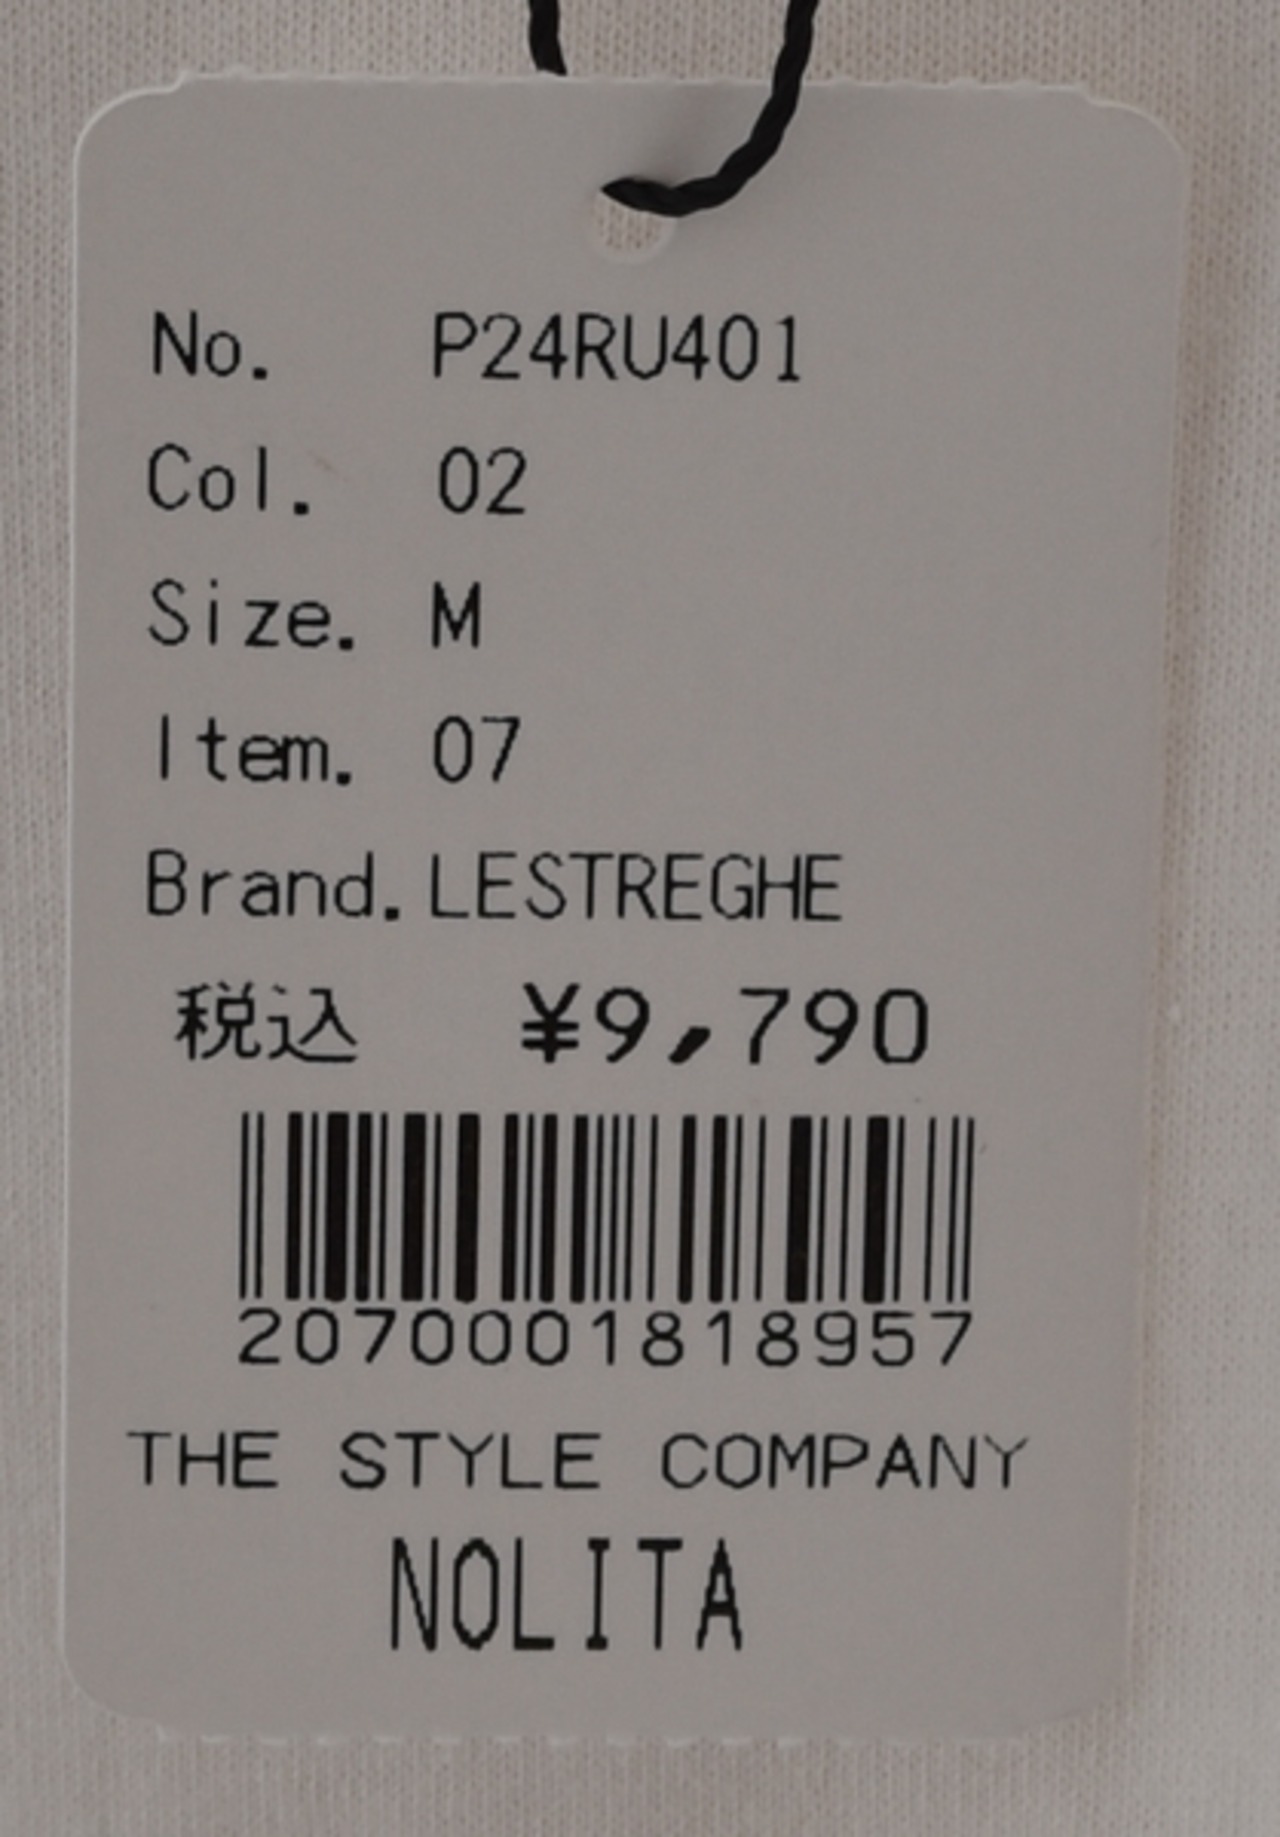 No. P24RU401
Col. 02
Size. M
Item. 07
Brand. LESTREGHE
税込 ¥9,790
2070001818957
THE STYLE COMPANY
NOLITA